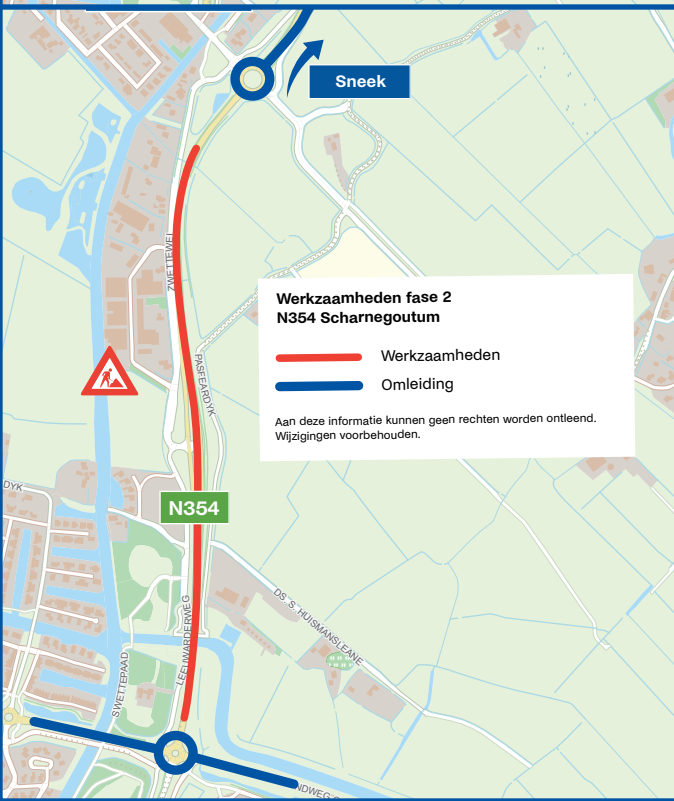 Sneek
ZWETTEWEI
Werkzaamheden fase 2
N354 Scharnegoutum
Werkzaamheden
Omleiding
Aan deze informatie kunnen geen rechten worden ontleend.
Wijzigingen voorbehouden.
PASFEARDYK
DYK
N354
DS. S. HUISMANSLEANE
LEEUWARDERWEG
SWETTEPAAD